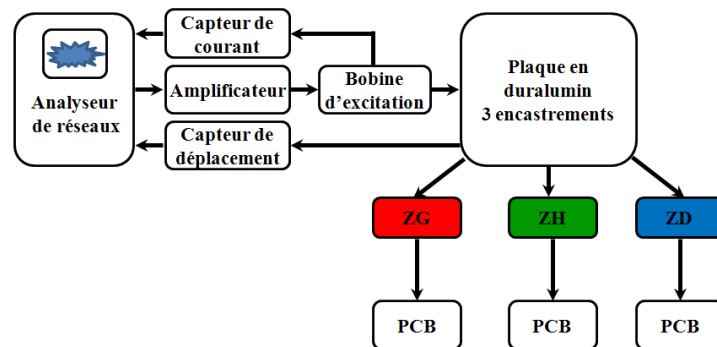 Capteur de
courant
Analyseur
de réseaux
Amplificateur
Bobine
d'excitation
Plaque en
duralumin
3 encastrements
Capteur de
déplacement
ZG
ZH
ZD
PCB
PCB
PCB